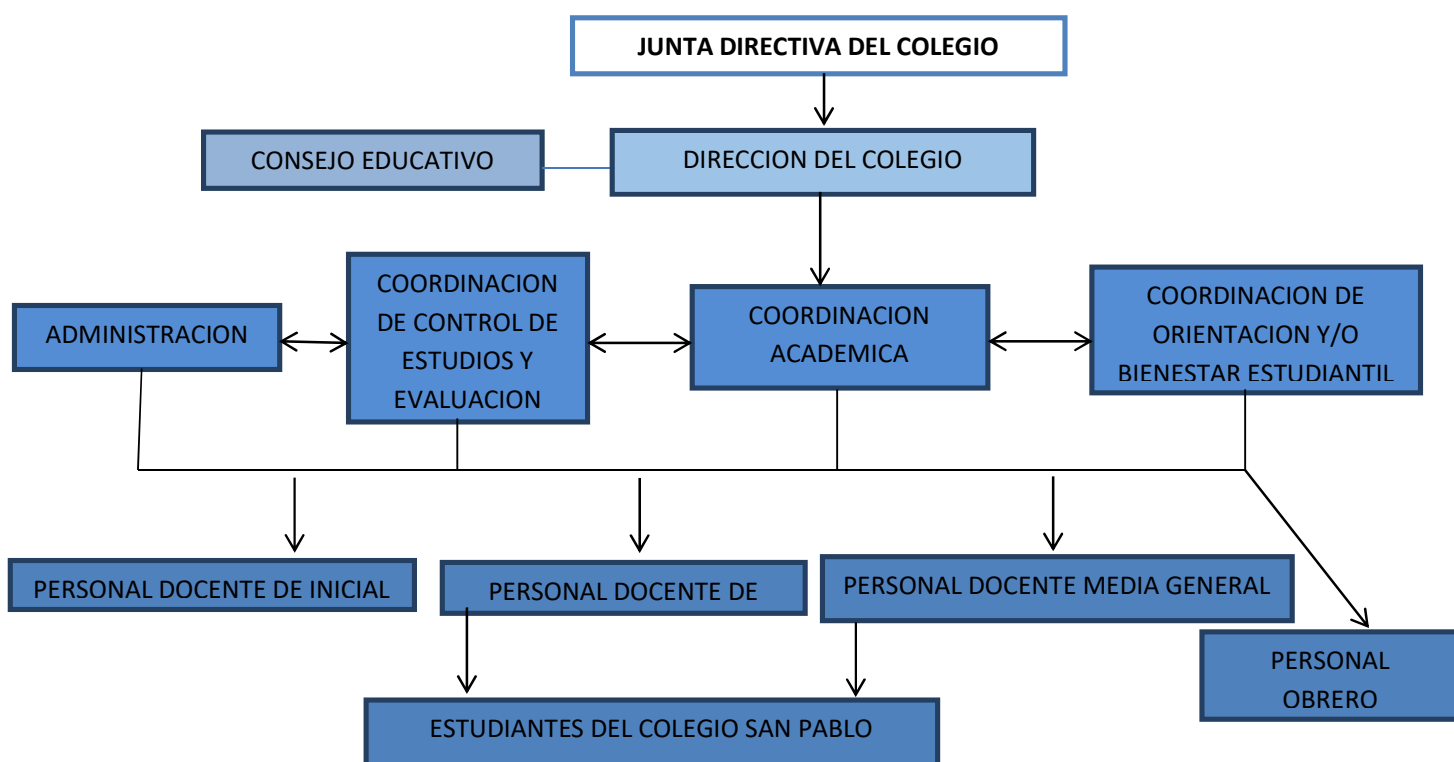 JUNTA DIRECTIVA DEL COLEGIO
CONSEJO EDUCATIVO
DIRECCION DEL COLEGIO
ADMINISTRACION
COORDINACION
DE CONTROL DE
ESTUDIOS Y
EVALUACION
COORDINACION
ACADEMICA
COORDINACION DE
ORIENTACION Y/O
BIENESTAR ESTUDIANTIL
PERSONAL DOCENTE DE INICIAL
PERSONAL DOCENTE DE
PERSONAL DOCENTE MEDIA GENERAL
PERSONAL
OBRERO
ESTUDIANTES DEL COLEGIO SAN PABLO